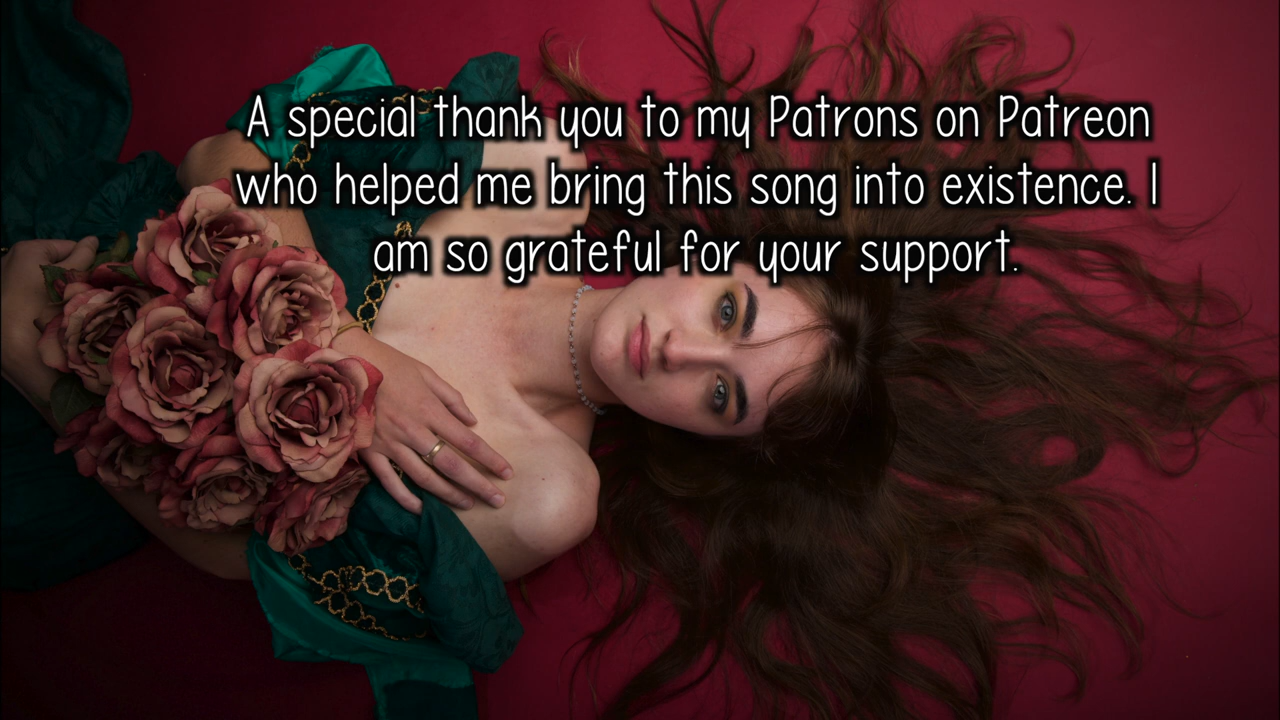 A special thank you to my Patrons on Patreon
who helped me bring this song into existence. I
am so grateful for your support.